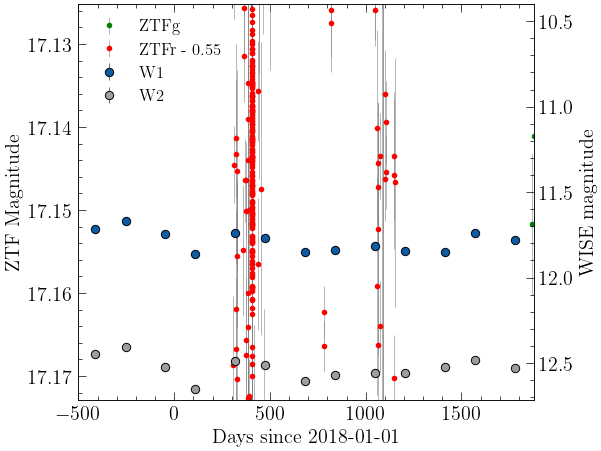 ZTFg
ZTFr - 0.55
W1
W2
17.13
17.14
17.15
17.16
17.17
ZTF Magnitude
10.5
11.0
11.5
12.0
12.5
WISE magnitude
−500
0
500
1000
1500
Days since 2018-01-01